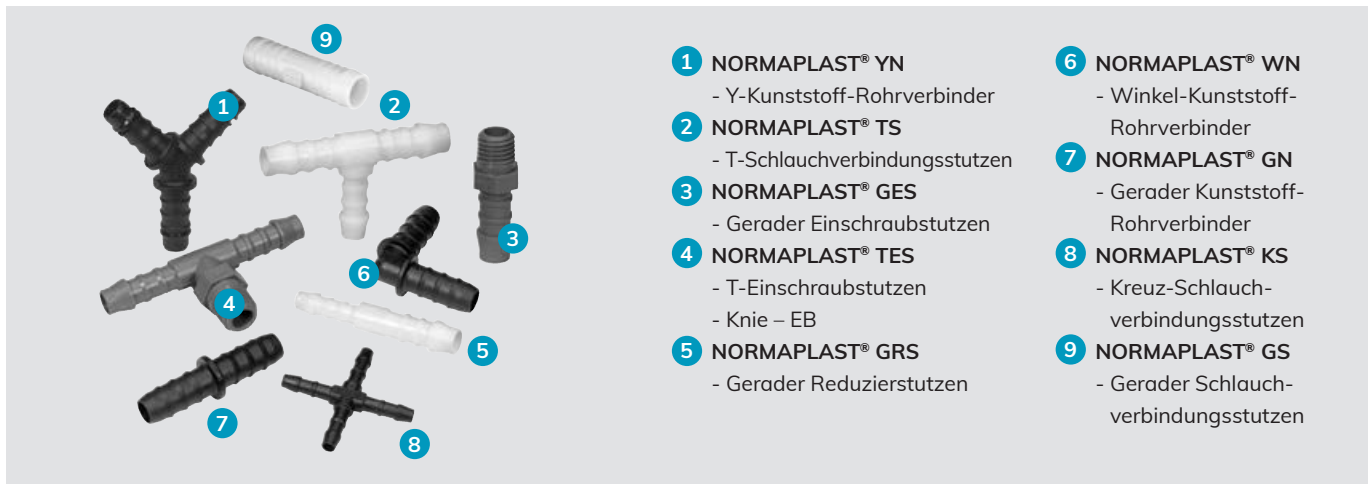 9
1
2
3
4
6
5
7
8
1 NORMAPLAST® YN
- Y-Kunststoff-Rohrverbinder
2 NORMAPLAST® TS
- T-Schlauchverbindungsstutzen
3 NORMAPLAST® GES
- Gerader Einschraubstutzen
4 NORMAPLAST® TES
- T-Einschraubstutzen
- Knie – EB
5 NORMAPLAST® GRS
- Gerader Reduzierstutzen
6 NORMAPLAST® WN
- Winkel-Kunststoff-
Rohrverbinder
7 NORMAPLAST® GN
- Gerader Kunststoff-
Rohrverbinder
8 NORMAPLAST® KS
- Kreuz-Schlauch-
verbindungsstutzen
9 NORMAPLAST® GS
- Gerader Schlauch-
verbindungsstutzen